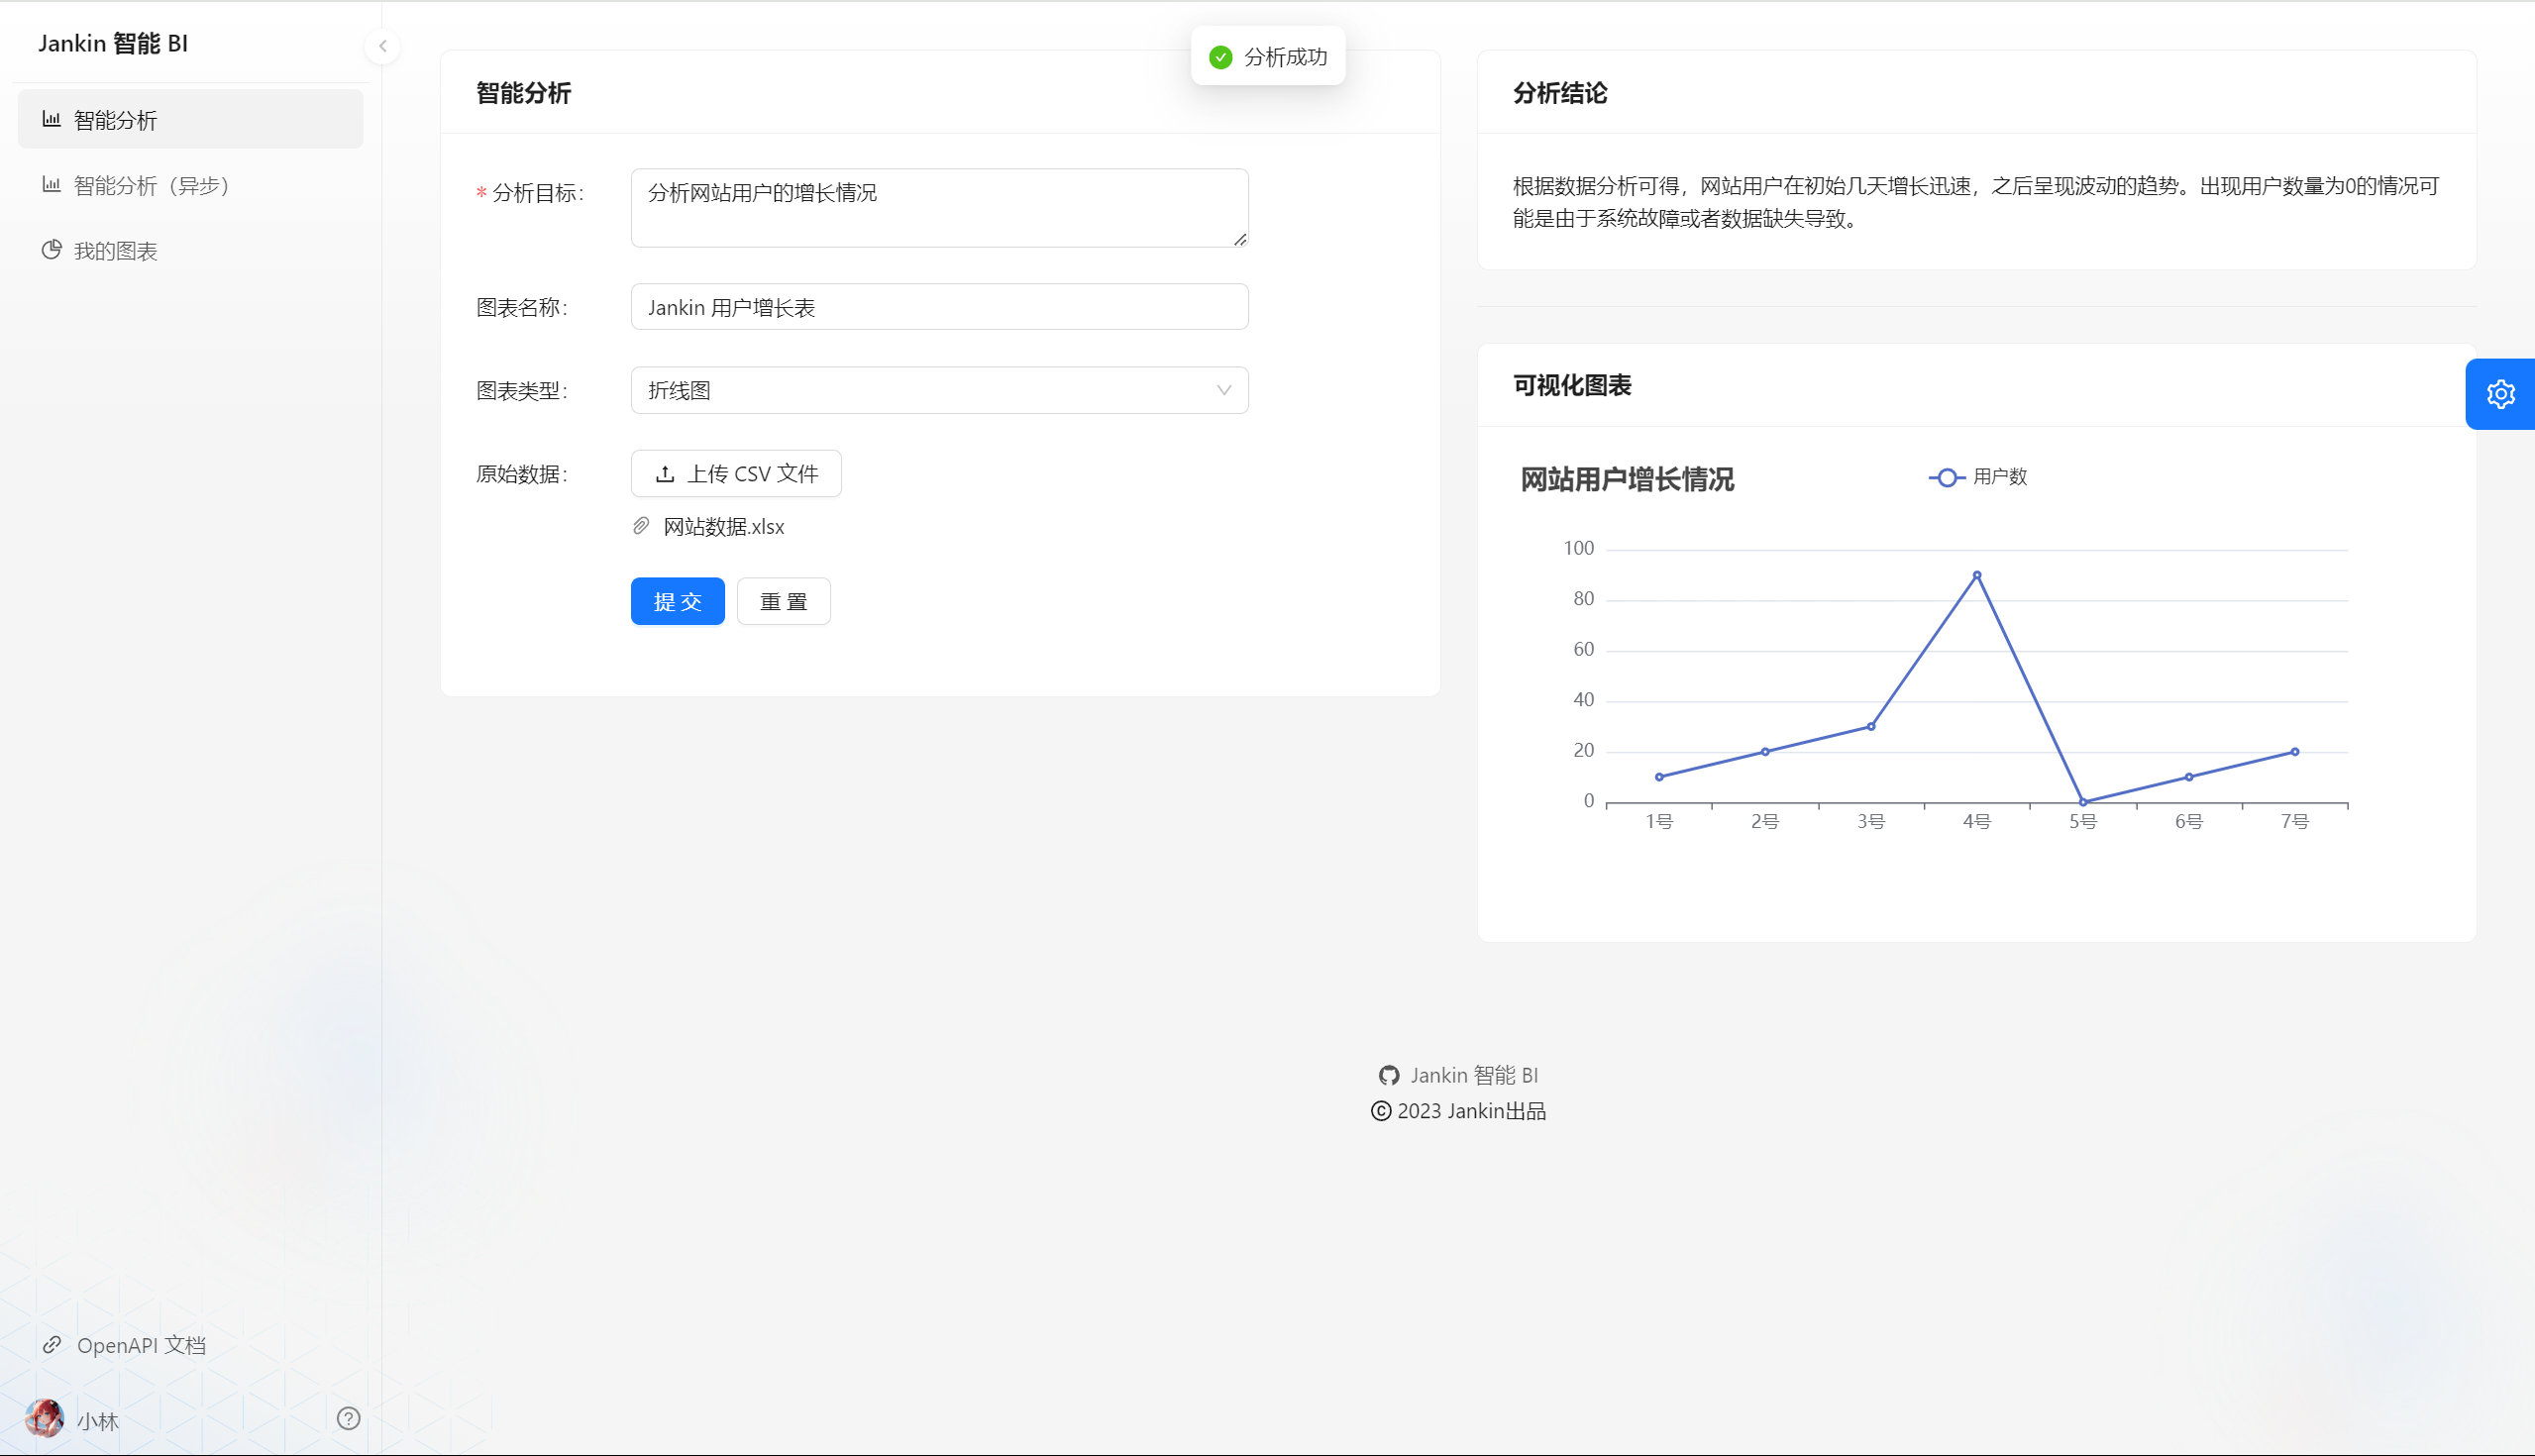 Jankin 智能 BI
智能分析
智能分析（异步）
我的图表
OpenAPI 文档
小林
分析成功
智能分析
* 分析目标：
分析网站用户的增长情况
图表名称：
Jankin 用户增长表
图表类型：
折线图
原始数据：
上传 CSV 文件
网站数据.xlsx
提 交
重 置
分析结论
根据数据分析可得，网站用户在初始几天增长迅速，之后呈现波动的趋势。出现用户数量为0的情况可
能是由于系统故障或者数据缺失导致。
可视化图表
网站用户增长情况
用户数
100
80
60
40
20
0
1号 2号 3号 4号 5号 6号 7号
Jankin 智能 BI
© 2023 Jankin出品